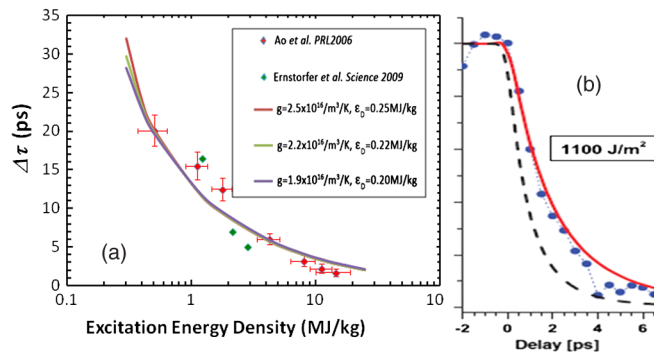 35
30
25
20
15
10
5
0
Δτ (ps)
Ao et al. PRL2006
Ernstorfer et al. Science 2009
g=2.5x10¹⁶/m³/K, ε_D=0.25MJ/kg
g=2.2x10¹⁶/m³/K, ε_D=0.22MJ/kg
g=1.9x10¹⁶/m³/K, ε_D=0.20MJ/kg
(a)
0.1 1 10 10
Excitation Energy Density (MJ/kg)
(b)
1100 J/m²
-2 0 2 4 6
Delay [ps]